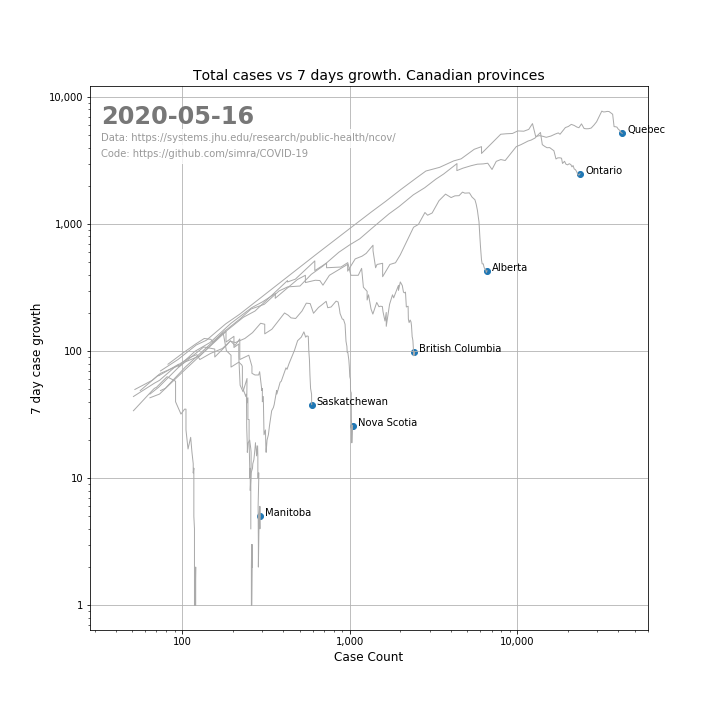 Total cases vs 7 days growth. Canadian provinces
10,000
2020-05-16
Data: https://systems.jhu.edu/research/public-health/ncov/
Code: https://github.com/simra/COVID-19
Quebec
Ontario
1,000
Alberta
7 day case growth
100
British Columbia
Saskatchewan
Nova Scotia
10
Manitoba
1
100
1,000
10,000
Case Count